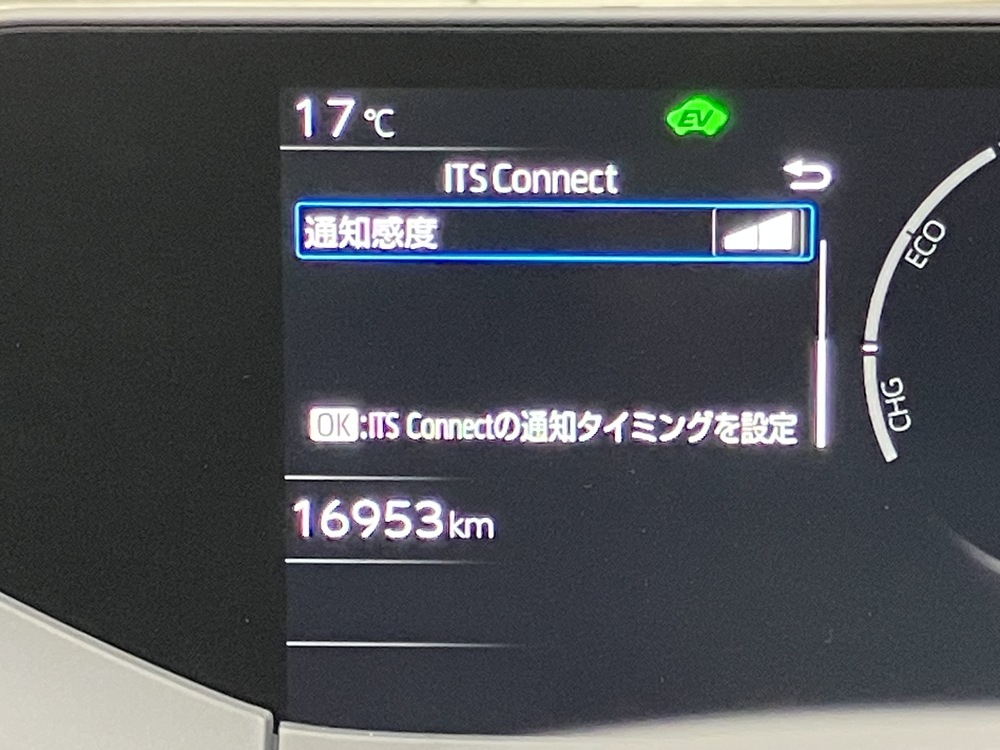 17℃
EV
ITS Connect
通知感度
OK:ITS Connectの通知タイミングを設定
16953km
ECO
CHG